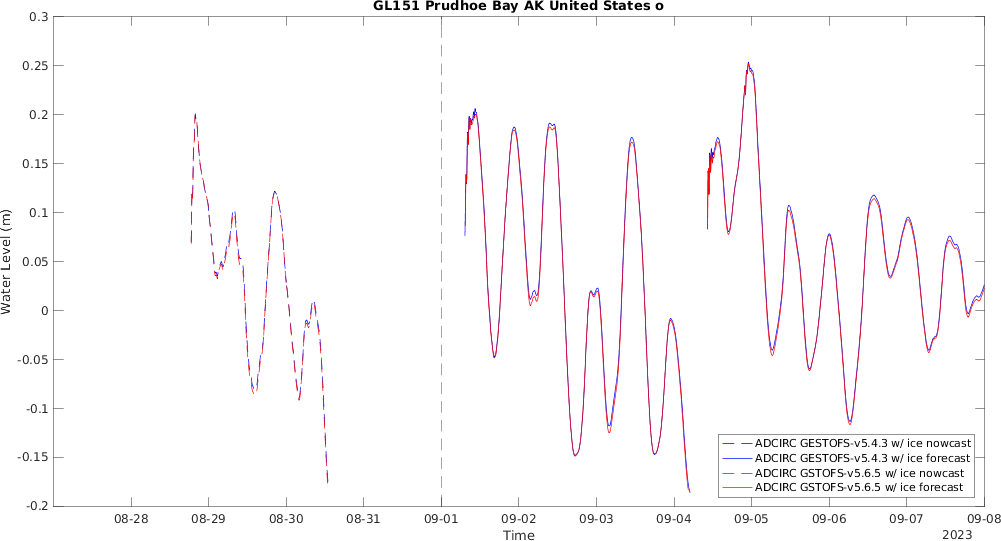 GL151 Prudhoe Bay AK United States o
0.3
0.25
0.2
0.15
0.1
0.05
0
-0.05
-0.1
-0.15
-0.2
Water Level (m)
ADCIRC GESTOFS-v5.4.3 w/ ice nowcast
ADCIRC GESTOFS-v5.4.3 w/ ice forecast
ADCIRC GSTOFS-v5.6.5 w/ ice nowcast
ADCIRC GSTOFS-v5.6.5 w/ ice forecast
08-28 08-29 08-30 08-31 09-01 09-02 09-03 09-04 09-05 09-06 09-07 09-08
Time
2023